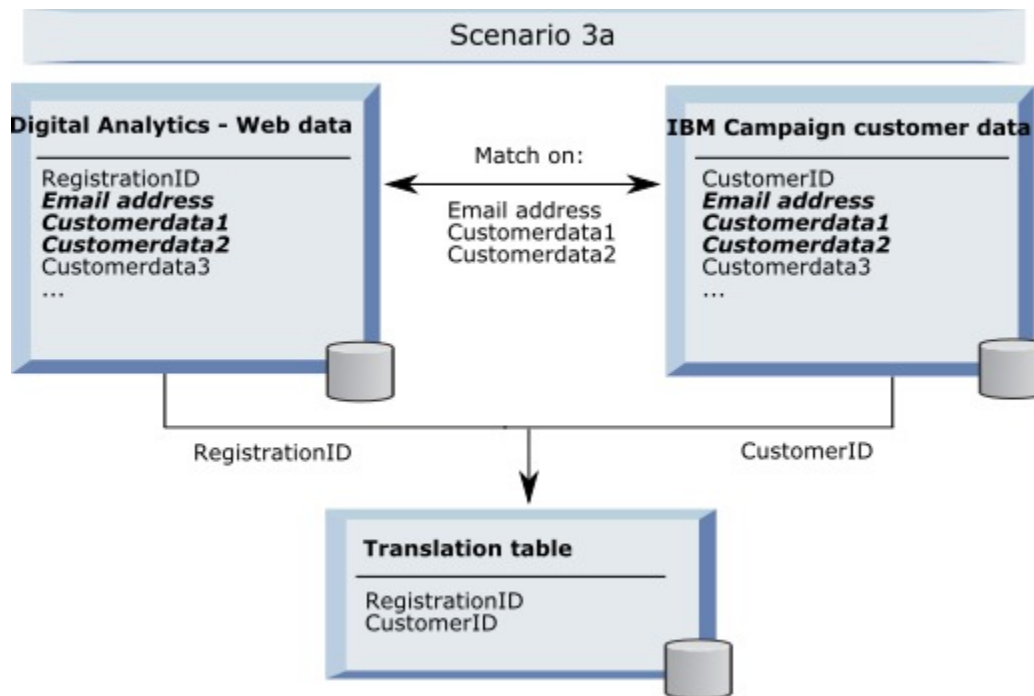 Scenario 3a
Digital Analytics - Web data
RegistrationID
Email address
Customerdata1
Customerdata2
Customerdata3
...
Match on:
Email address
Customerdata1
Customerdata2
IBM Campaign customer data
CustomerID
Email address
Customerdata1
Customerdata2
Customerdata3
...
RegistrationID
CustomerID
Translation table
RegistrationID
CustomerID